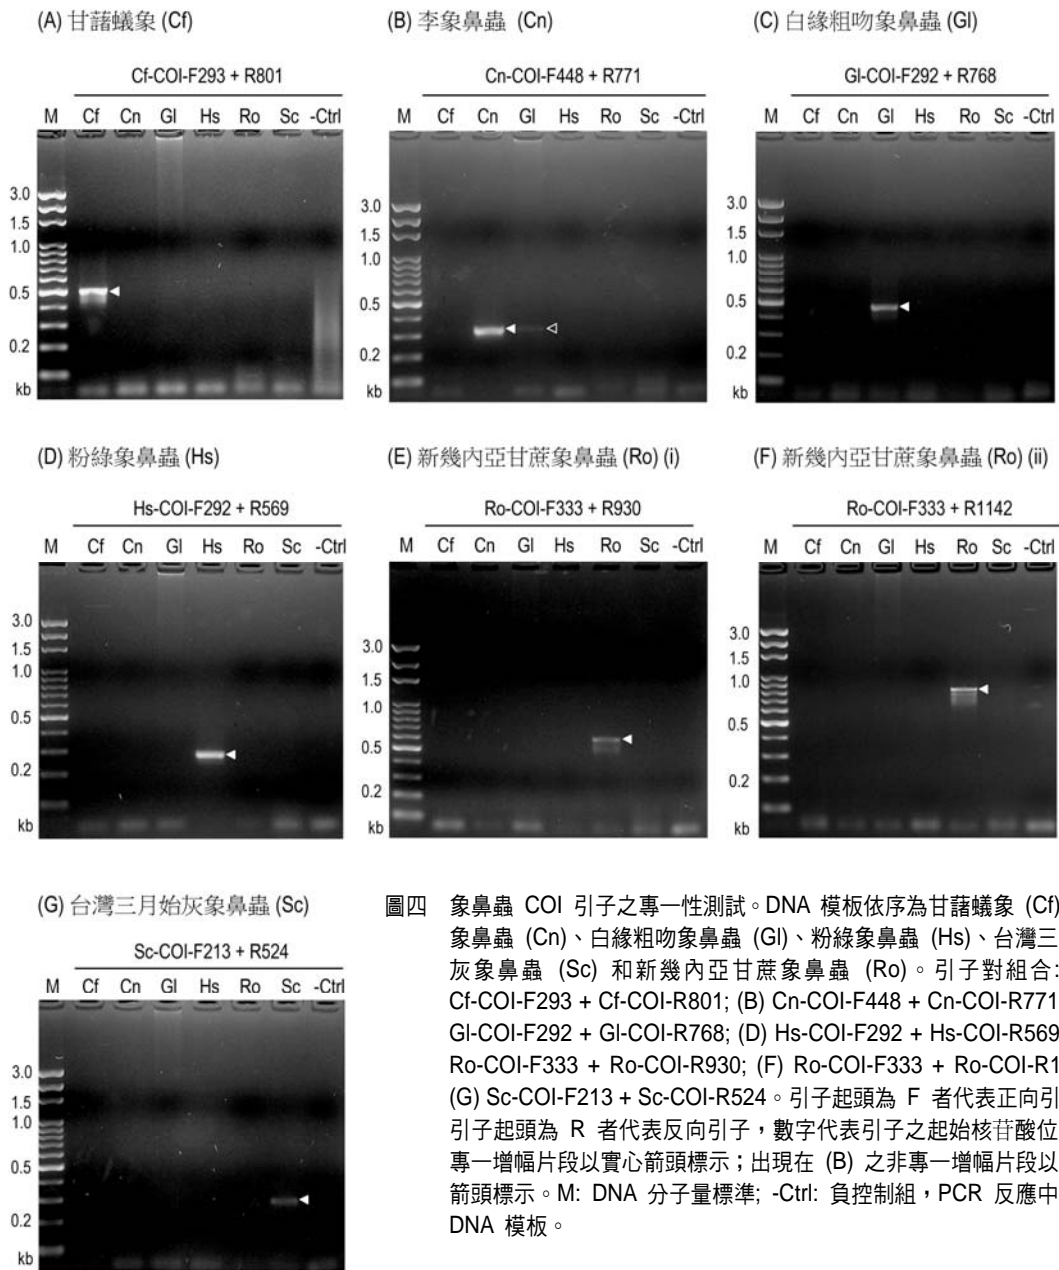 (A) 甘藷蟻象 (Cf)
Cf-COI-F293 + R801
M Cf Cn Gl Hs Ro Sc -Ctrl
3.0
1.5
1.0
0.5
0.2
kb
(B) 李象鼻蟲 (Cn)
Cn-COI-F448 + R771
M Cf Cn Gl Hs Ro Sc -Ctrl
3.0
1.5
1.0
0.5
0.2
kb
(C) 白緣粗吻象鼻蟲 (Gl)
Gl-COI-F292 + R768
M Cf Cn Gl Hs Ro Sc -Ctrl
3.0
1.5
1.0
0.5
0.2
kb
(D) 粉綠象鼻蟲 (Hs)
Hs-COI-F292 + R569
M Cf Cn Gl Hs Ro Sc -Ctrl
3.0
1.5
1.0
0.5
0.2
kb
(E) 新幾內亞甘蔗象鼻蟲 (Ro) (i)
Ro-COI-F333 + R930
M Cf Cn Gl Hs Ro Sc -Ctrl
3.0
1.5
1.0
0.5
0.2
kb
(F) 新幾內亞甘蔗象鼻蟲 (Ro) (ii)
Ro-COI-F333 + R1142
M Cf Cn Gl Hs Ro Sc -Ctrl
3.0
1.5
1.0
0.5
0.2
kb
(G) 台灣三月始灰象鼻蟲 (Sc)
Sc-COI-F213 + R524
M Cf Cn Gl Hs Ro Sc -Ctrl
3.0
1.5
1.0
0.5
0.2
kb
圖四 象鼻蟲 COI 引子之專一性測試。DNA 模板依序為甘藷蟻象 (Cf)
象鼻蟲 (Cn)、白緣粗吻象鼻蟲 (Gl)、粉綠象鼻蟲 (Hs)、台灣三
灰象鼻蟲 (Sc) 和新幾內亞甘蔗象鼻蟲 (Ro)。引子對組合:
Cf-COI-F293 + Cf-COI-R801; (B) Cn-COI-F448 + Cn-COI-R771
Gl-COI-F292 + Gl-COI-R768; (D) Hs-COI-F292 + Hs-COI-R569
Ro-COI-F333 + Ro-COI-R930; (F) Ro-COI-F333 + Ro-COI-R1
(G) Sc-COI-F213 + Sc-COI-R524。引子起頭為 F 者代表正向引
引子起頭為 R 者代表反向引子，數字代表引子之起始核苷酸位
專一增幅片段以實心箭頭標示；出現在 (B) 之非專一增幅片段以
箭頭標示。M: DNA 分子量標準; -Ctrl: 負控制組，PCR 反應中
DNA 模板。